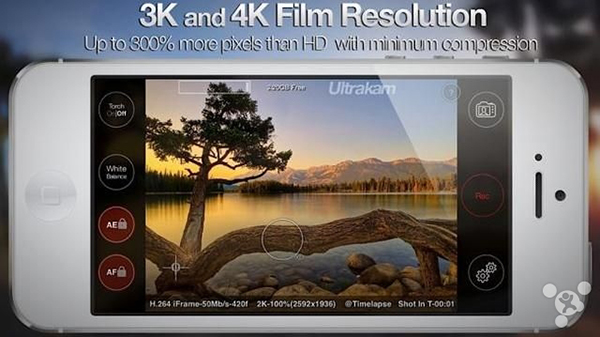 3K and 4K Film Resolution
Up to 300% more pixels than HD with minimum compression
120GB Free
Ultrakam
?
Torch
On|Off
White
Balance
AE
AF
Rec
H.264 iFrame-50Mb/s-420f 2K-100%(2592x1936) @Timelapse Shot In T-00:01